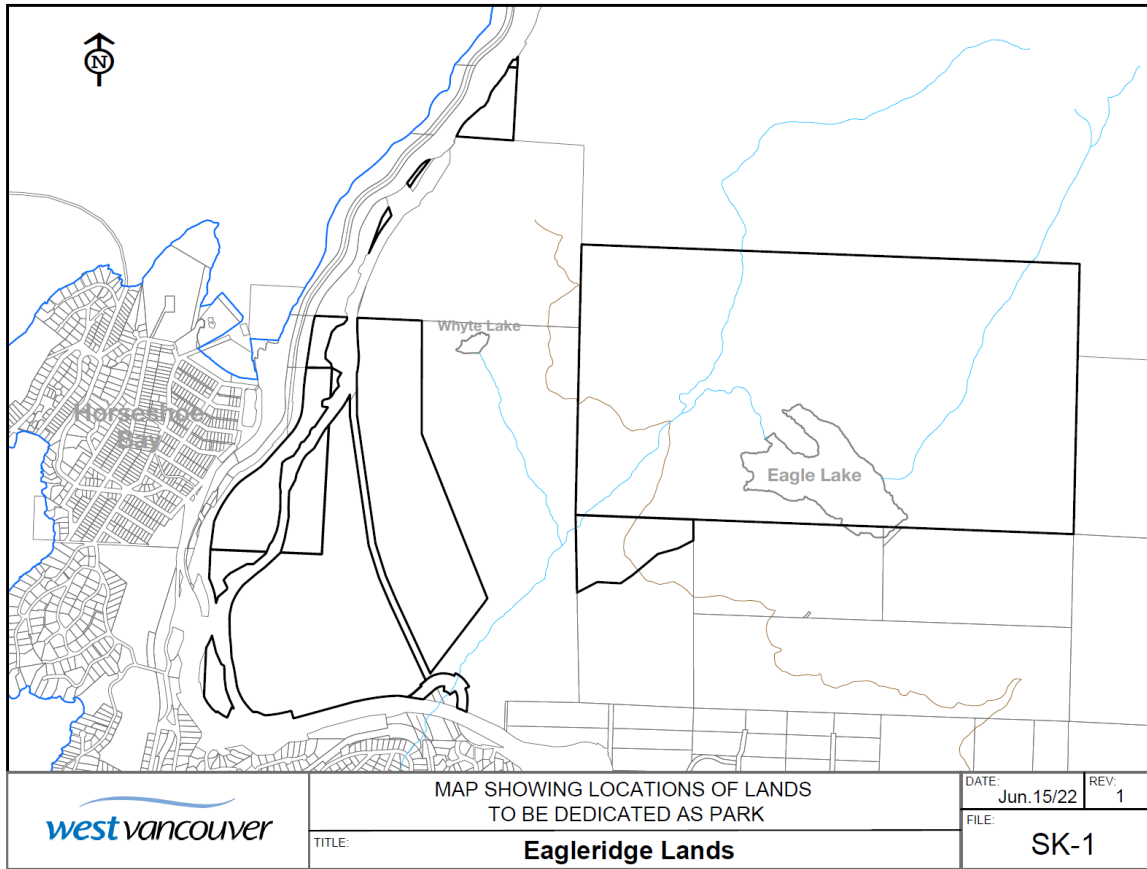 N
Whyte Lake
Horseshoe
Bay
Eagle Lake
west vancouver
MAP SHOWING LOCATIONS OF LANDS
TO BE DEDICATED AS PARK
TITLE:
Eagleridge Lands
DATE:
Jun.15/22
REV:
1
FILE:
SK-1